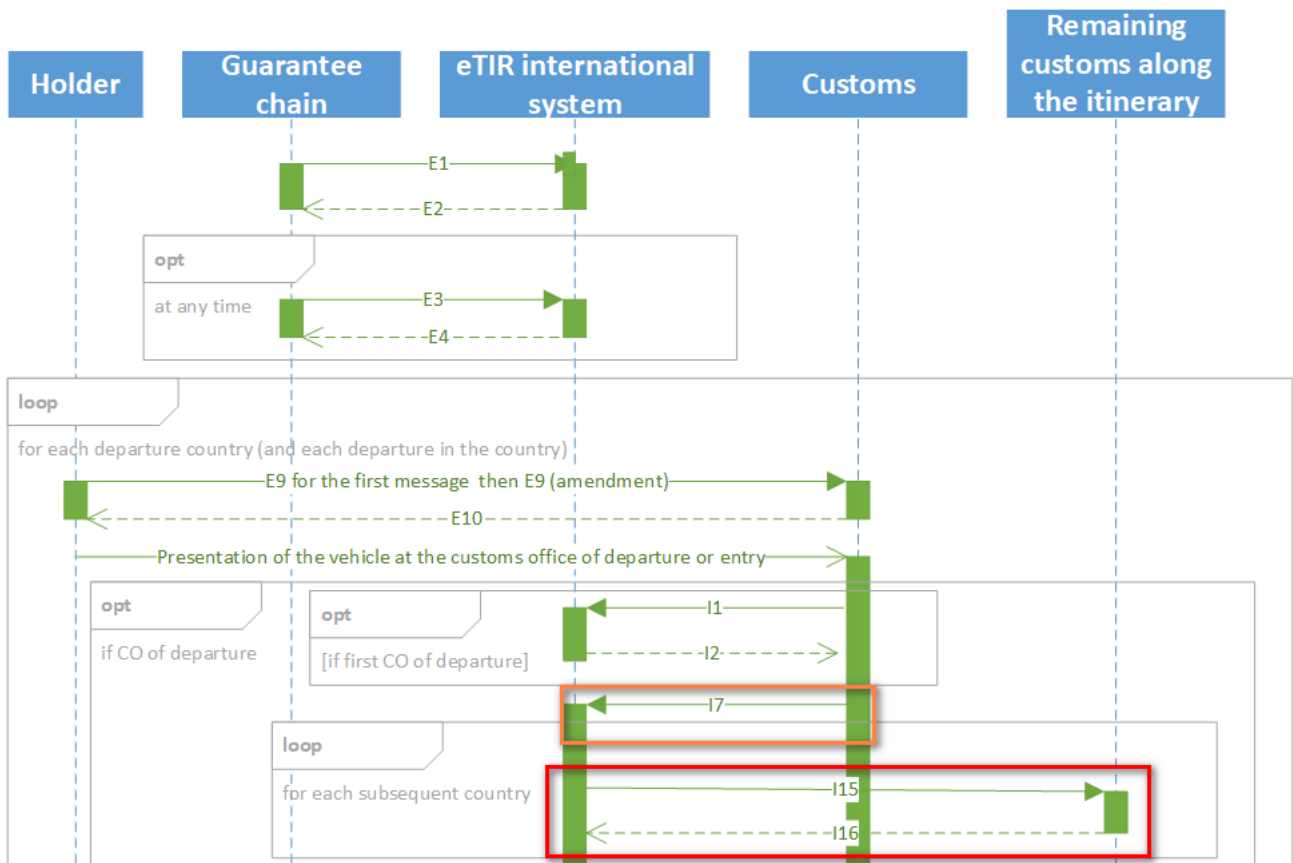 Holder
Guarantee
chain
eTIR international
system
Customs
Remaining
customs along
the itinerary
E1
E2
opt
at any time
E3
E4
loop
for each departure country (and each departure in the country)
E9 for the first message then E9 (amendment)
E10
Presentation of the vehicle at the customs office of departure or entry
opt
if CO of departure
opt
[if first CO of departure]
I1
I2
I7
loop
for each subsequent country
I15
I16